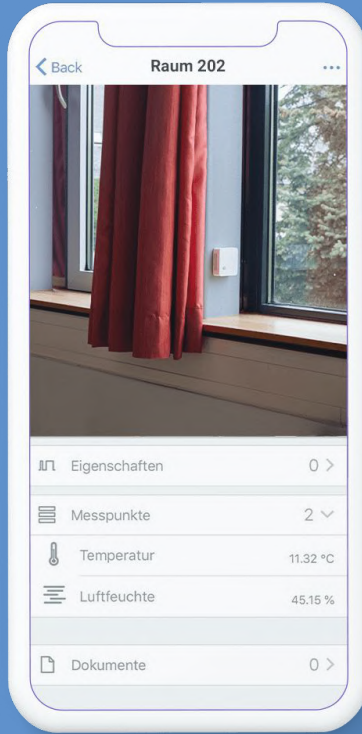 Back Raum 202 ...
Eigenschaften 0
Messpunkte 2
Temperatur 11.32 °C
Luftfeuchte 45.15 %
Dokumente 0